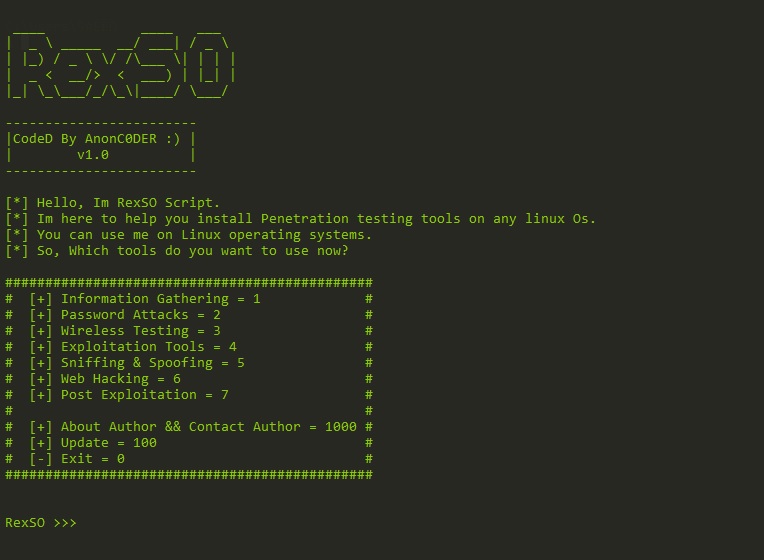 ____            ____   ___
|  _ \ _____  __/ ___| / _ \
| |_) / _ \ \/ /\___ \| | | |
|  _ <  __/>  <  ___) | |_| |
|_| \_\___/_/\_\|____/ \___/

------------------------
|CodeD By AnonC0DER :) |
|        v1.0          |
------------------------

[*] Hello, Im RexSO Script.
[*] Im here to help you install Penetration testing tools on any linux Os.
[*] You can use me on Linux operating systems.
[*] So, Which tools do you want to use now?

##############################################
#  [+] Information Gathering = 1             #
#  [+] Password Attacks = 2                  #
#  [+] Wireless Testing = 3                  #
#  [+] Exploitation Tools = 4                #
#  [+] Sniffing & Spoofing = 5               #
#  [+] Web Hacking = 6                       #
#  [+] Post Exploitation = 7                 #
#                                            #
#  [+] About Author && Contact Author = 1000 #
#  [+] Update = 100                          #
#  [-] Exit = 0                              #
##############################################

RexSO >>>